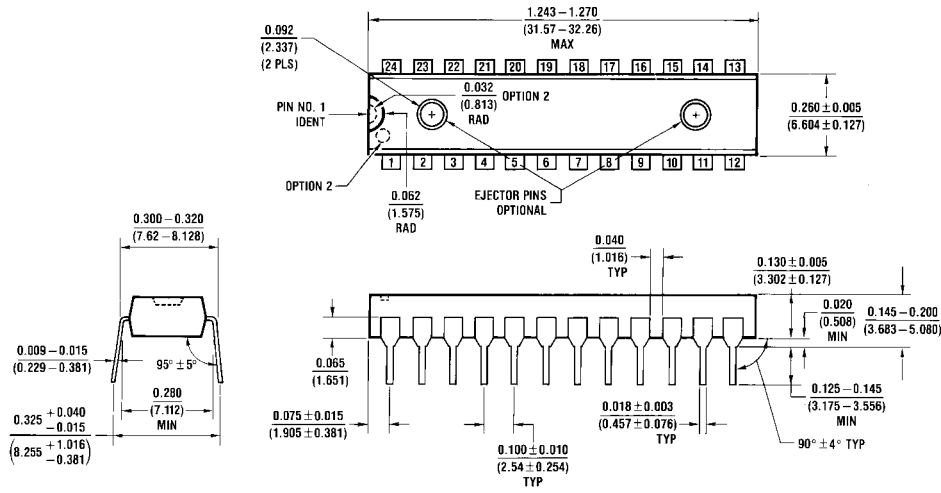 1.243 – 1.270
(31.57 – 32.26)
MAX
0.092
(2.337)
(2 PLS)
24 23 22 21 20 19 18 17 16 15 14 13
0.032
(0.813)
RAD
OPTION 2
PIN NO. 1
IDENT
0.260 ± 0.005
(6.604 ± 0.127)
1 2 3 4 5 6 7 8 9 10 11 12
OPTION 2
0.062
(1.575)
RAD
EJECTOR PINS
OPTIONAL
0.300 – 0.320
(7.62 – 8.128)
0.040
(1.016)
TYP
0.130 ± 0.005
(3.302 ± 0.127)
0.020
(0.508)
MIN
0.145 – 0.200
(3.683 – 5.080)
0.009 – 0.015
(0.229 – 0.381)
95° ± 5°
0.280
(7.112)
MIN
0.325 + 0.040 − 0.015
(8.255 + 1.016 − 0.381)
0.065
(1.651)
0.075 ± 0.015
(1.905 ± 0.381)
0.100 ± 0.010
(2.54 ± 0.254)
TYP
0.018 ± 0.003
(0.457 ± 0.076)
TYP
0.125 – 0.145
(3.175 – 3.556)
MIN
90° ± 4° TYP